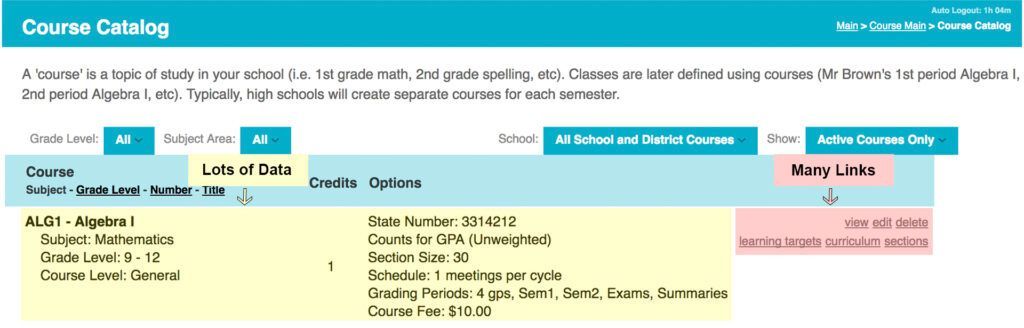 Auto Logout: 1h 04m
Course Catalog
Main > Course Main > Course Catalog
A 'course' is a topic of study in your school (i.e. 1st grade math, 2nd grade spelling, etc). Classes are later defined using courses (Mr Brown's 1st period Algebra I,
2nd period Algebra I, etc). Typically, high schools will create separate courses for each semester.
Grade Level: All Subject Area: All School: All School and District Courses Show: Active Courses Only
Lots of Data
Many Links
Course
Subject - Grade Level - Number - Title
Credits Options
ALG1 - Algebra I
Subject: Mathematics
Grade Level: 9 - 12
Course Level: General
1
State Number: 3314212
Counts for GPA (Unweighted)
Section Size: 30
Schedule: 1 meetings per cycle
Grading Periods: 4 gps, Sem1, Sem2, Exams, Summaries
Course Fee: $10.00
view edit delete
learning targets curriculum sections